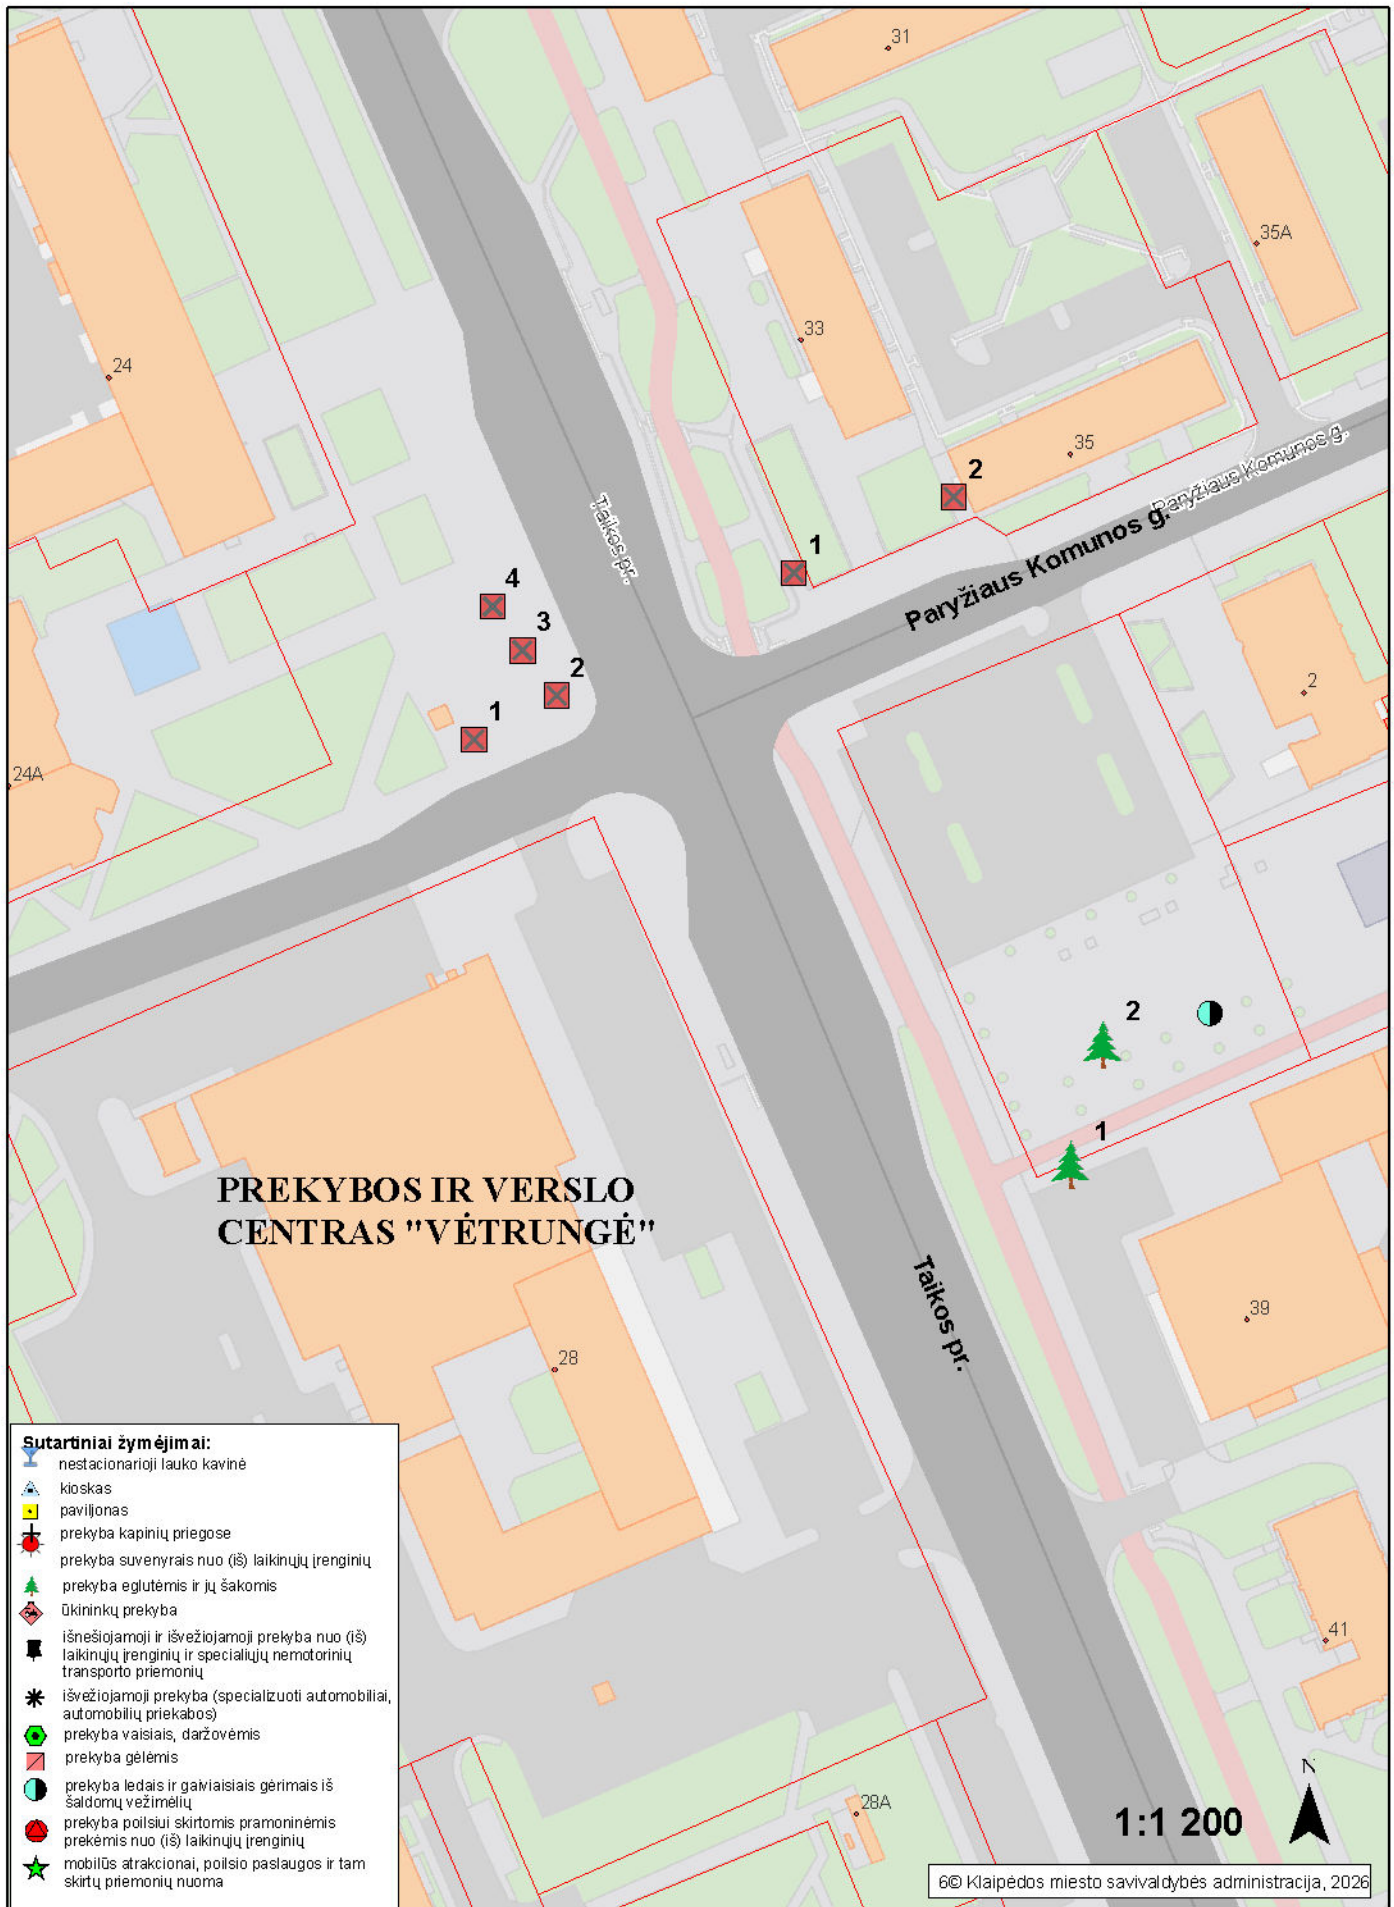 31
35A
33
24
35
Paryžiaus Komunos g.
2
Taikos pr.
1
Paryžiaus Komunos g.
4
3
2
2
1
24A
2
1
PREKYBOS IR VERSLO
CENTRAS "VĖTRUNGĖ"
Taikos pr.
39
28
Sutartiniai žymėjimai:
nestacionarioji lauko kavinė
kioskas
paviljonas
prekyba kapinių priegose
prekyba suvenyrais nuo (iš) laikinųjų įrenginių
prekyba eglutėmis ir jų šakomis
ūkininkų prekyba
išnešiojamoji ir išvežiojamoji prekyba nuo (iš)
laikinųjų įrenginių ir specialiųjų nemotorinių
transporto priemonių
išvežiojamoji prekyba (specializuoti automobiliai,
automobilių priekabos)
prekyba vaisiais, daržovėmis
prekyba gėlėmis
prekyba ledais ir gaiviaisiais gėrimais iš
šaldomų vežimėlių
prekyba poilsiui skirtomis pramoninėmis
prekėmis nuo (iš) laikinųjų įrenginių
mobilūs atrakcionai, poilsio paslaugos ir tam
skirtų priemonių nuoma
41
28A
N
1:1 200
6© Klaipėdos miesto savivaldybės administracija, 2026